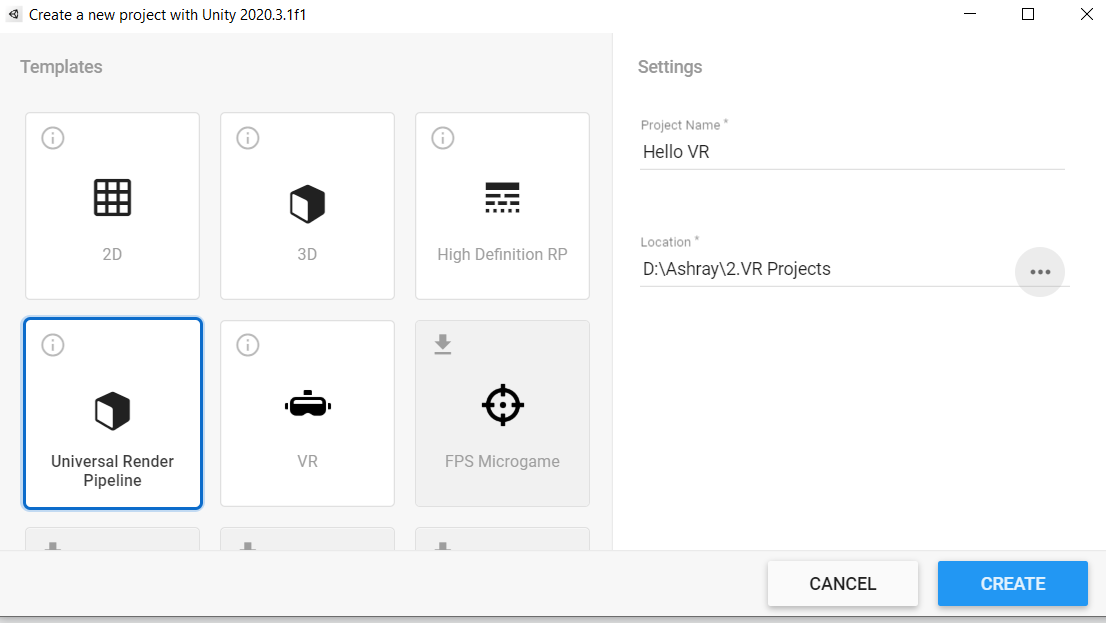 Create a new project with Unity 2020.3.1f1
Templates
2D
3D
High Definition RP
Universal Render
Pipeline
VR
FPS Microgame
Settings
Project Name *
Hello VR
Location *
D:\Ashray\2.VR Projects
CANCEL
CREATE